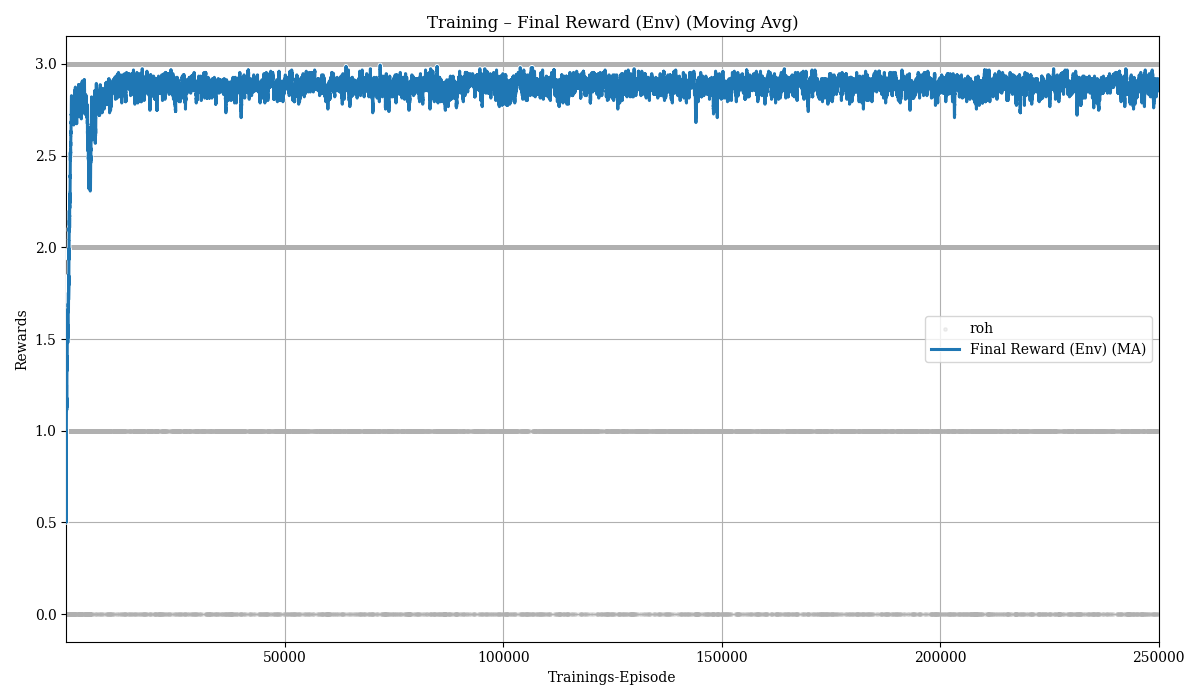 Training – Final Reward (Env) (Moving Avg)
3.0
2.5
2.0
1.5
1.0
0.5
0.0
Rewards
roh
Final Reward (Env) (MA)
50000
100000
150000
200000
250000
Trainings-Episode